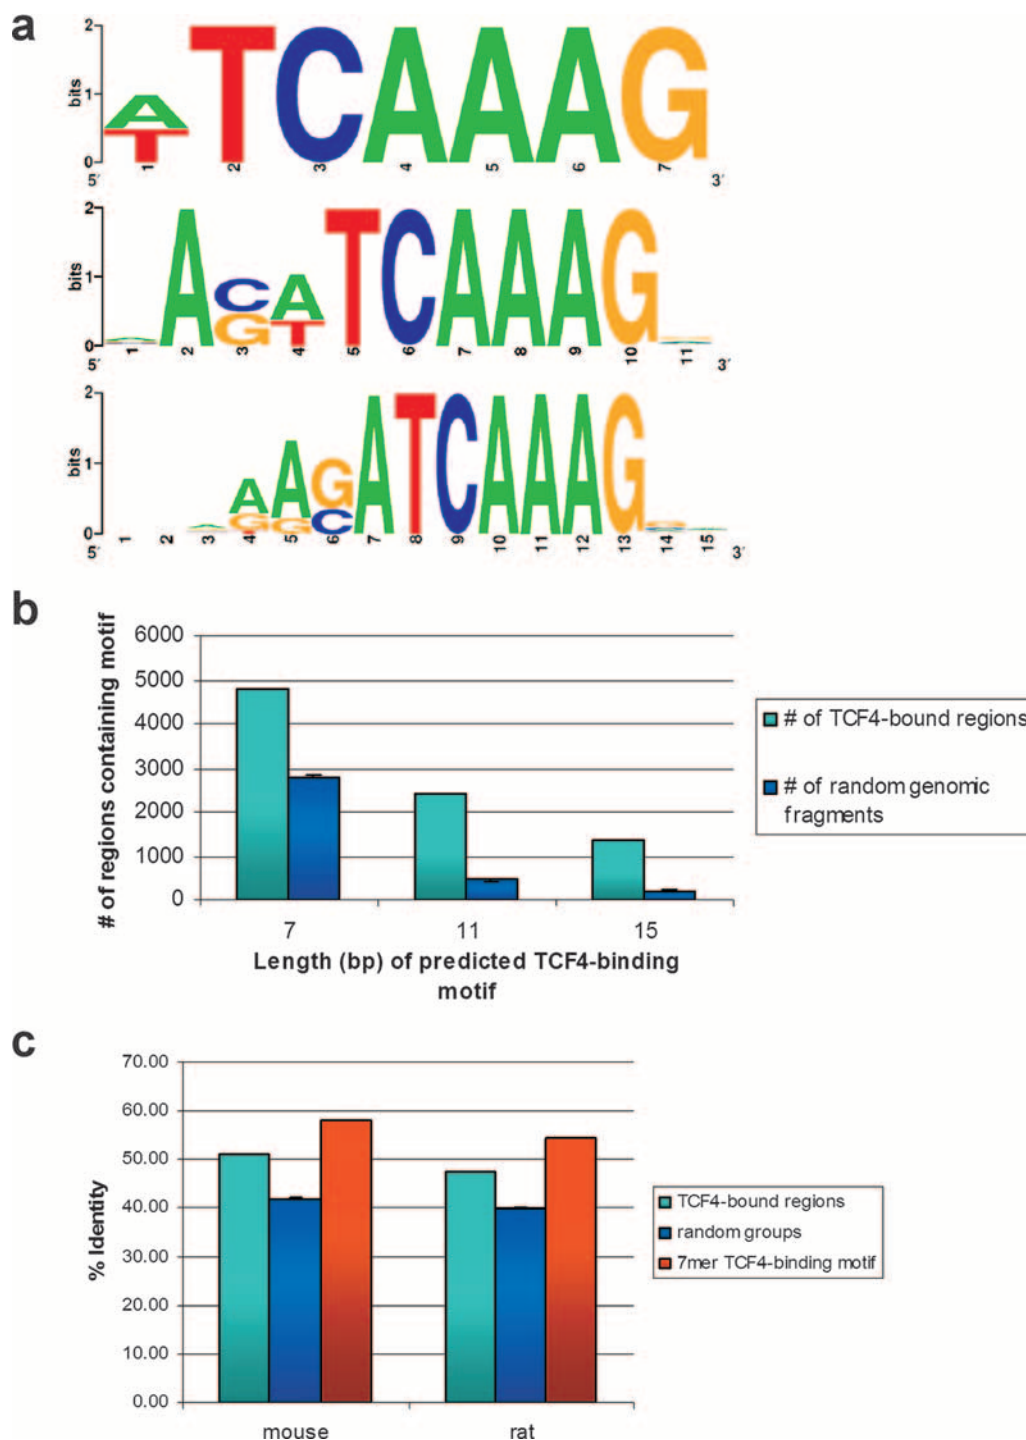 a
2
1
0
bits
ATTCAAAG
1 2 3 4 5 6 7
5′ 3′
2
1
0
bits
ACGATTCAAAG
1 2 3 4 5 6 7 8 9 10 11
5′ 3′
2
1
0
bits
AGAGGCATCAAAG
1 2 3 4 5 6 7 8 9 10 11 12 13 14 15
5′ 3′
b
# of regions containing motif
6000
5000
4000
3000
2000
1000
0
7 11 15
Length (bp) of predicted TCF4-binding
motif
# of TCF4-bound regions
# of random genomic
fragments
c
% Identity
70.00
60.00
50.00
40.00
30.00
20.00
10.00
0.00
mouse rat
TCF4-bound regions
random groups
7mer TCF4-binding motif